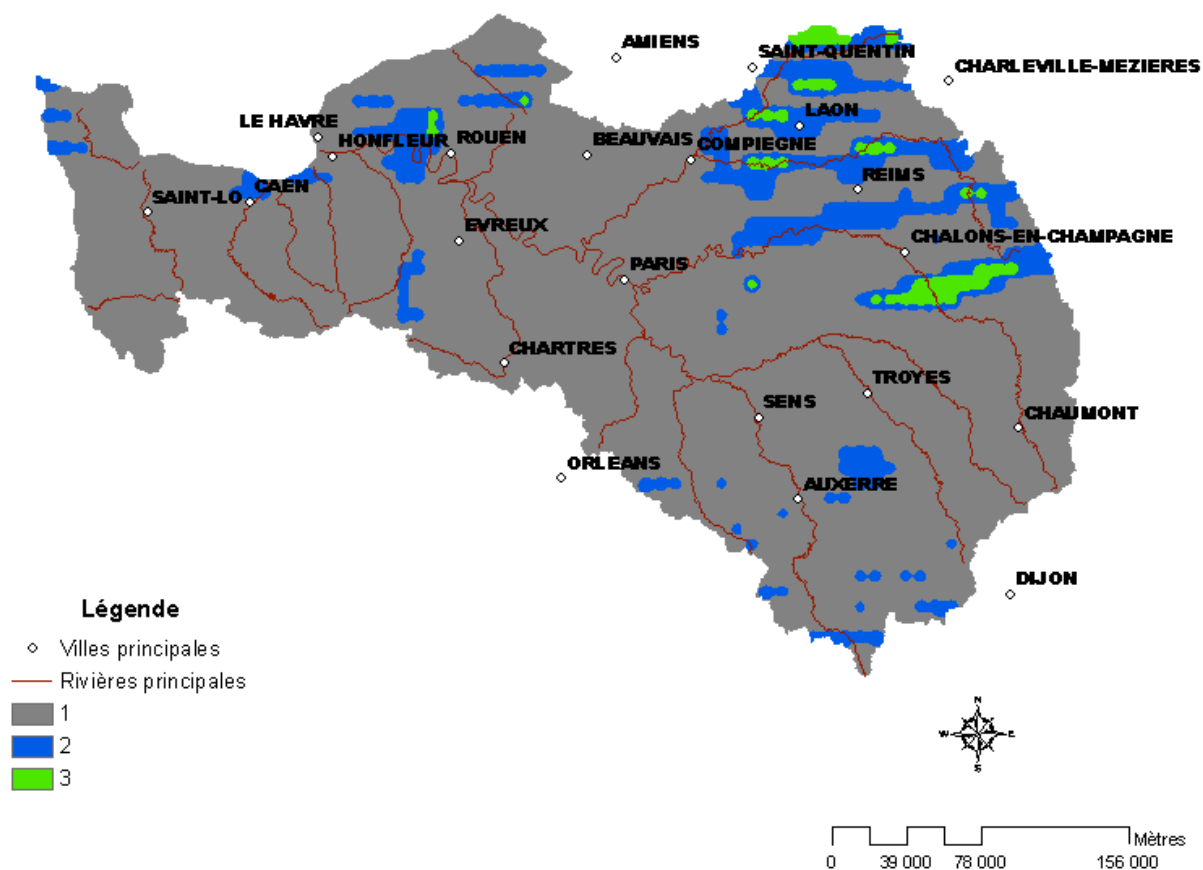 AMIENS
SAINT-QUENTIN
CHARLEVILLE-MEZIERES
LE HAVRE
HONFLEUR
ROUEN
BEAUVAIS
COMPIEGNE
LAON
REIMS
SAINT-LO
CAEN
EVREUX
CHALONS-EN-CHAMPAGNE
PARIS
CHARTRES
TROYES
SENS
CHAUMONT
ORLEANS
AUXERRE
DIJON
Légende
Villes principales
Rivières principales
1
2
3
N
W E
S
Mètres
0 39 000 78 000 156 000